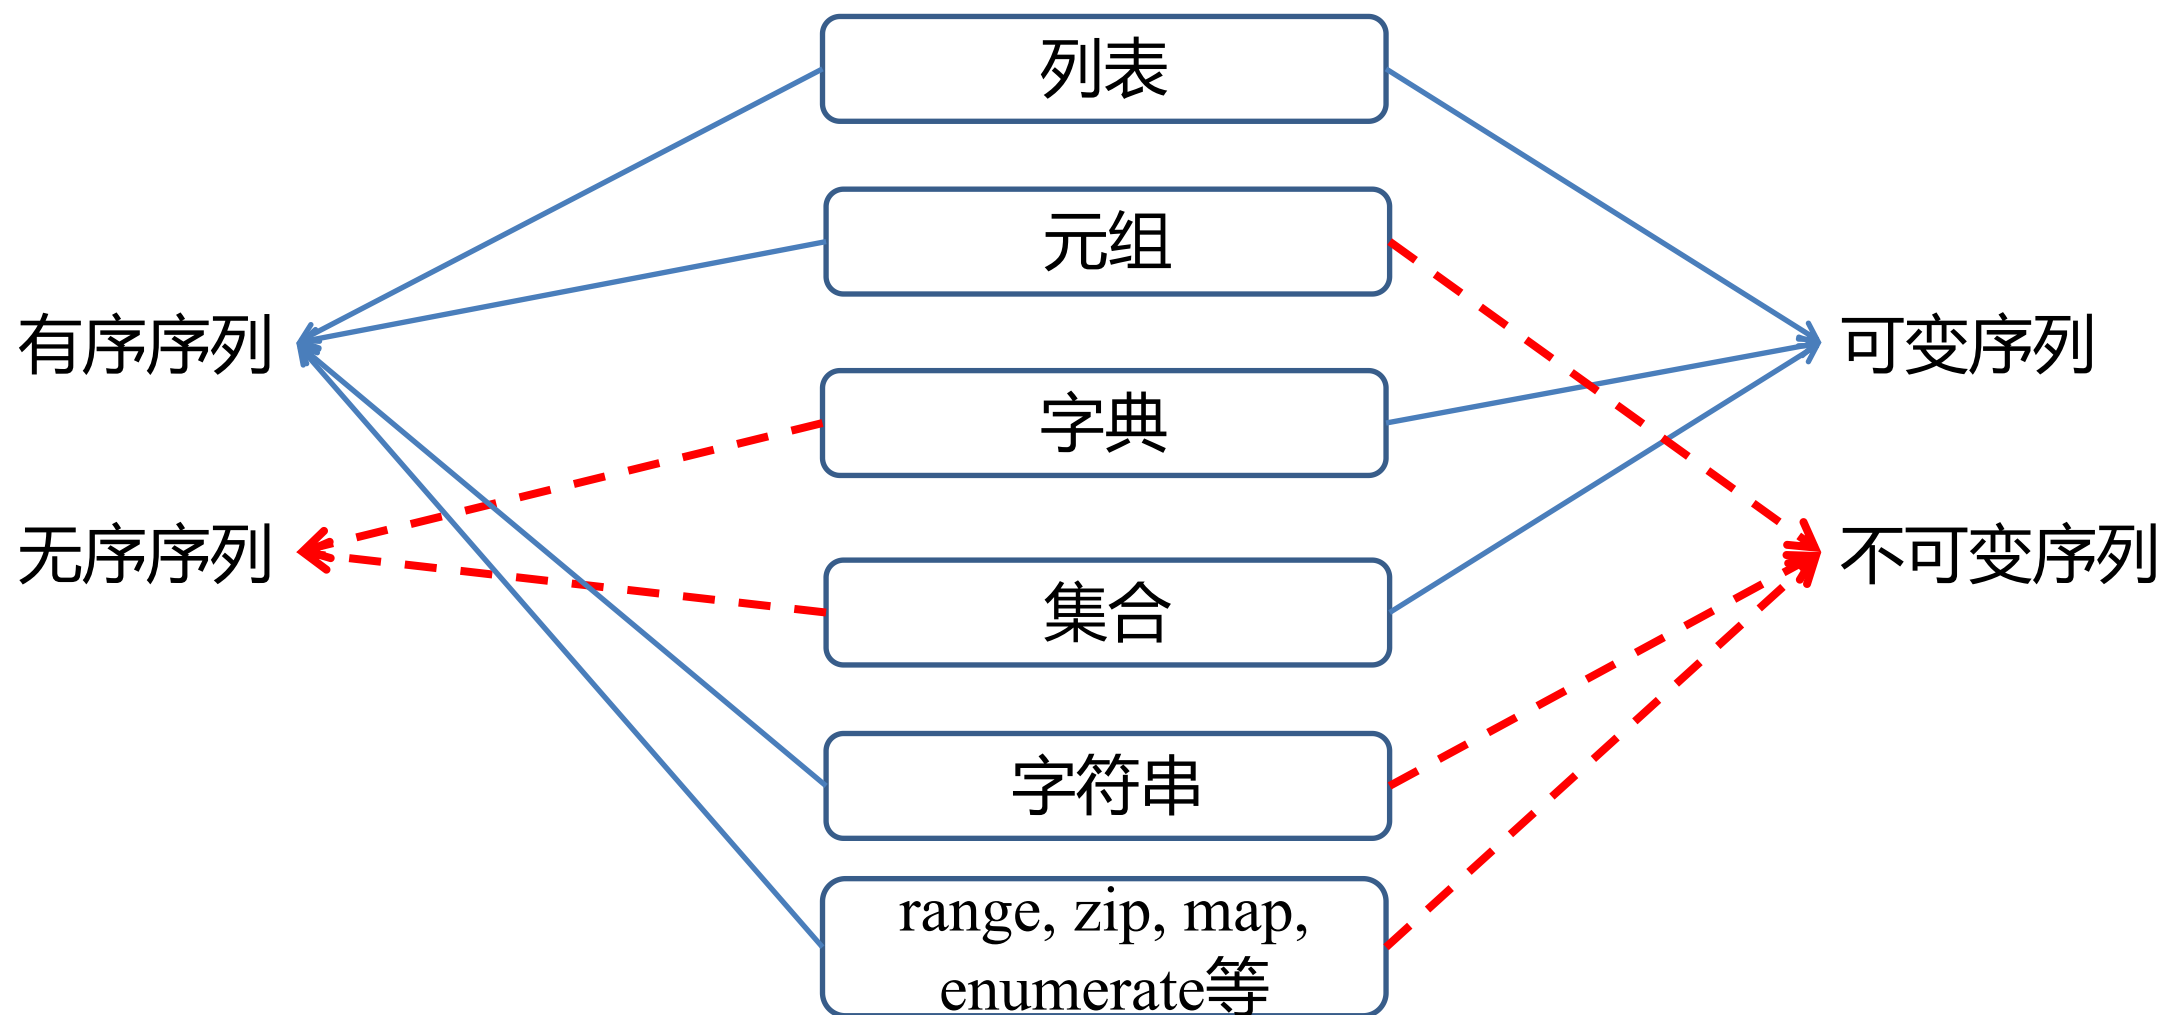 列表
元组
有序序列
可变序列
字典
无序序列
不可变序列
集合
字符串
range, zip, map,
enumerate等